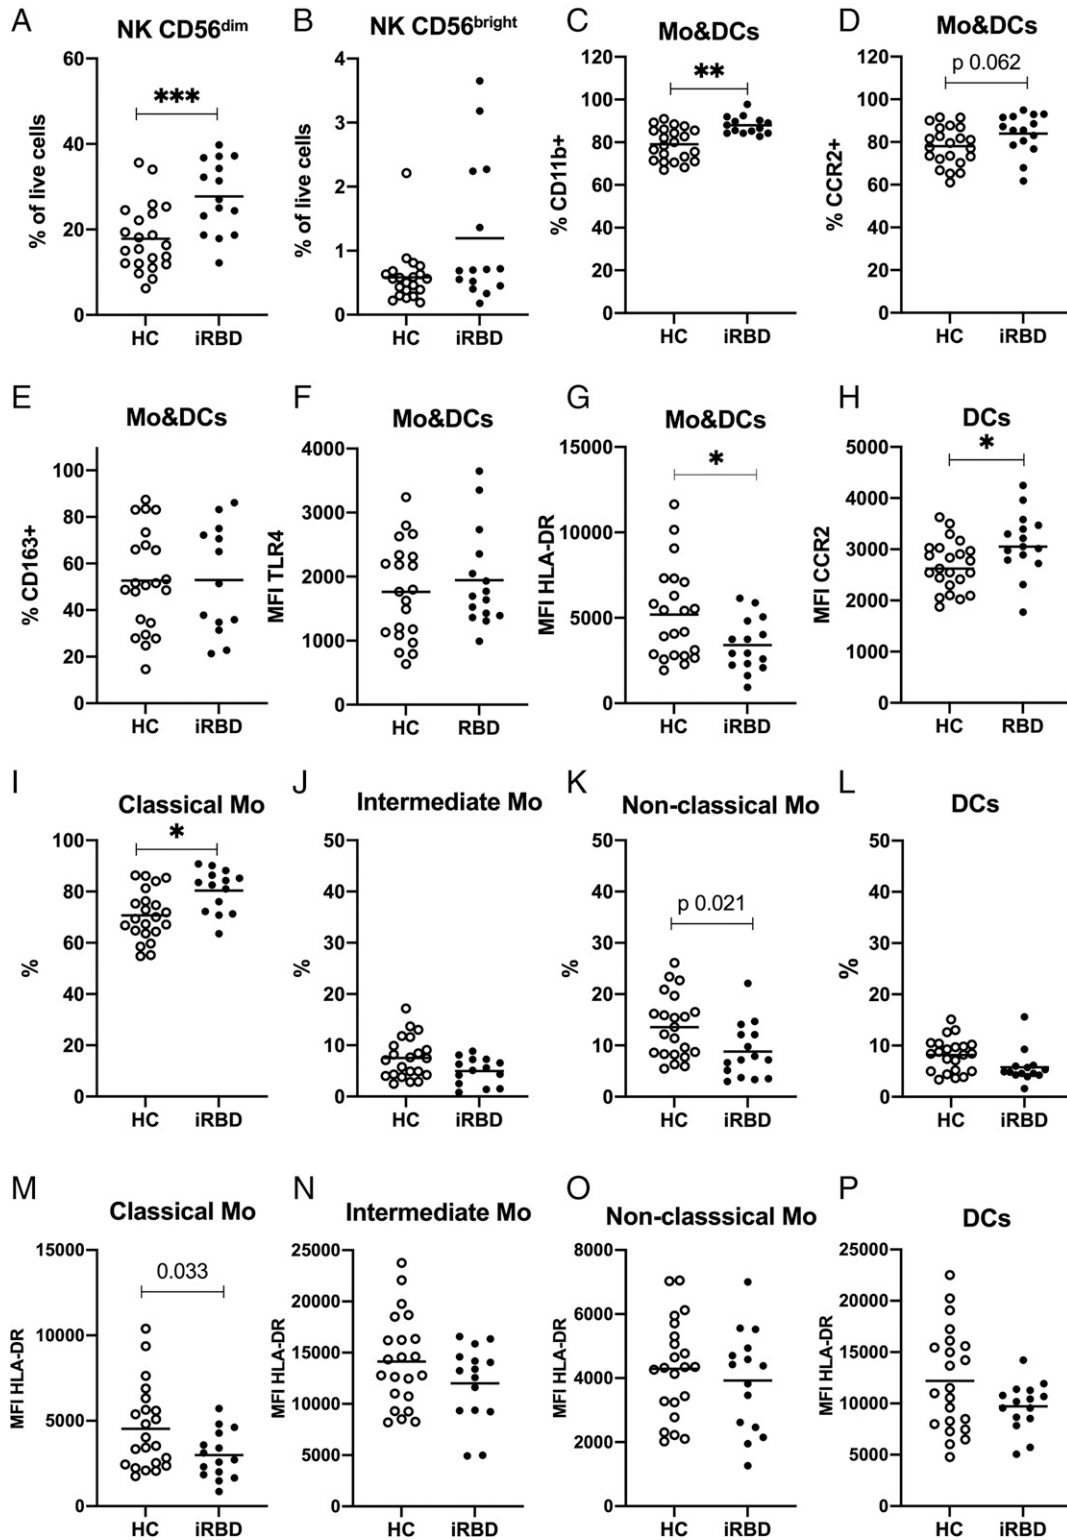 A
NK CD56dim
60
40
20
0
% of live cells
***
HC
iRBD
B
NK CD56bright
4
3
2
1
0
% of live cells
HC
iRBD
C
Mo&DCs
120
100
80
60
40
20
0
% CD11b+
**
HC
iRBD
D
Mo&DCs
120
100
80
60
40
20
0
% CCR2+
p 0.062
HC
iRBD
E
Mo&DCs
100
80
60
40
20
0
% CD163+
HC
iRBD
F
Mo&DCs
4000
3000
2000
1000
0
MFI TLR4
HC
RBD
G
Mo&DCs
15000
10000
5000
0
MFI HLA-DR
*
HC
iRBD
H
DCs
5000
4000
3000
2000
1000
0
MFI CCR2
*
HC
RBD
I
Classical Mo
100
80
60
40
20
0
%
*
HC
iRBD
J
Intermediate Mo
50
40
30
20
10
0
%
HC
iRBD
K
Non-classical Mo
50
40
30
20
10
0
%
p 0.021
HC
iRBD
L
DCs
50
40
30
20
10
0
%
HC
iRBD
M
Classical Mo
15000
10000
5000
0
MFI HLA-DR
0.033
HC
iRBD
N
Intermediate Mo
25000
20000
15000
10000
5000
0
MFI HLA-DR
HC
iRBD
O
Non-classsical Mo
8000
6000
4000
2000
0
MFI HLA-DR
HC
iRBD
P
DCs
25000
20000
15000
10000
5000
0
MFI HLA-DR
HC
iRBD